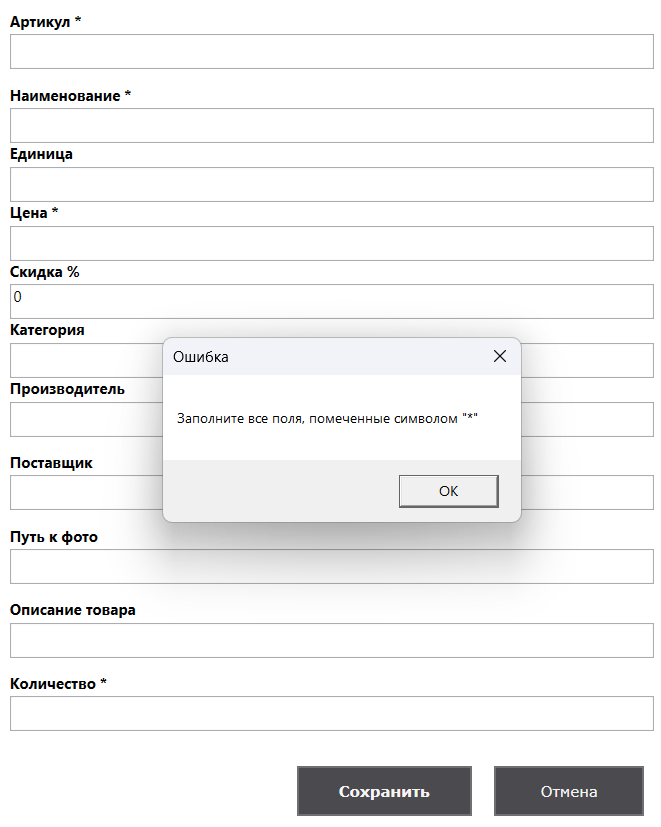 Артикул *
Наименование *
Единица
Цена *
Скидка %
0
Категория
Производитель
Поставщик
Путь к фото
Описание товара
Количество *
Ошибка
Заполните все поля, помеченные символом "*"
OK
Сохранить
Отмена